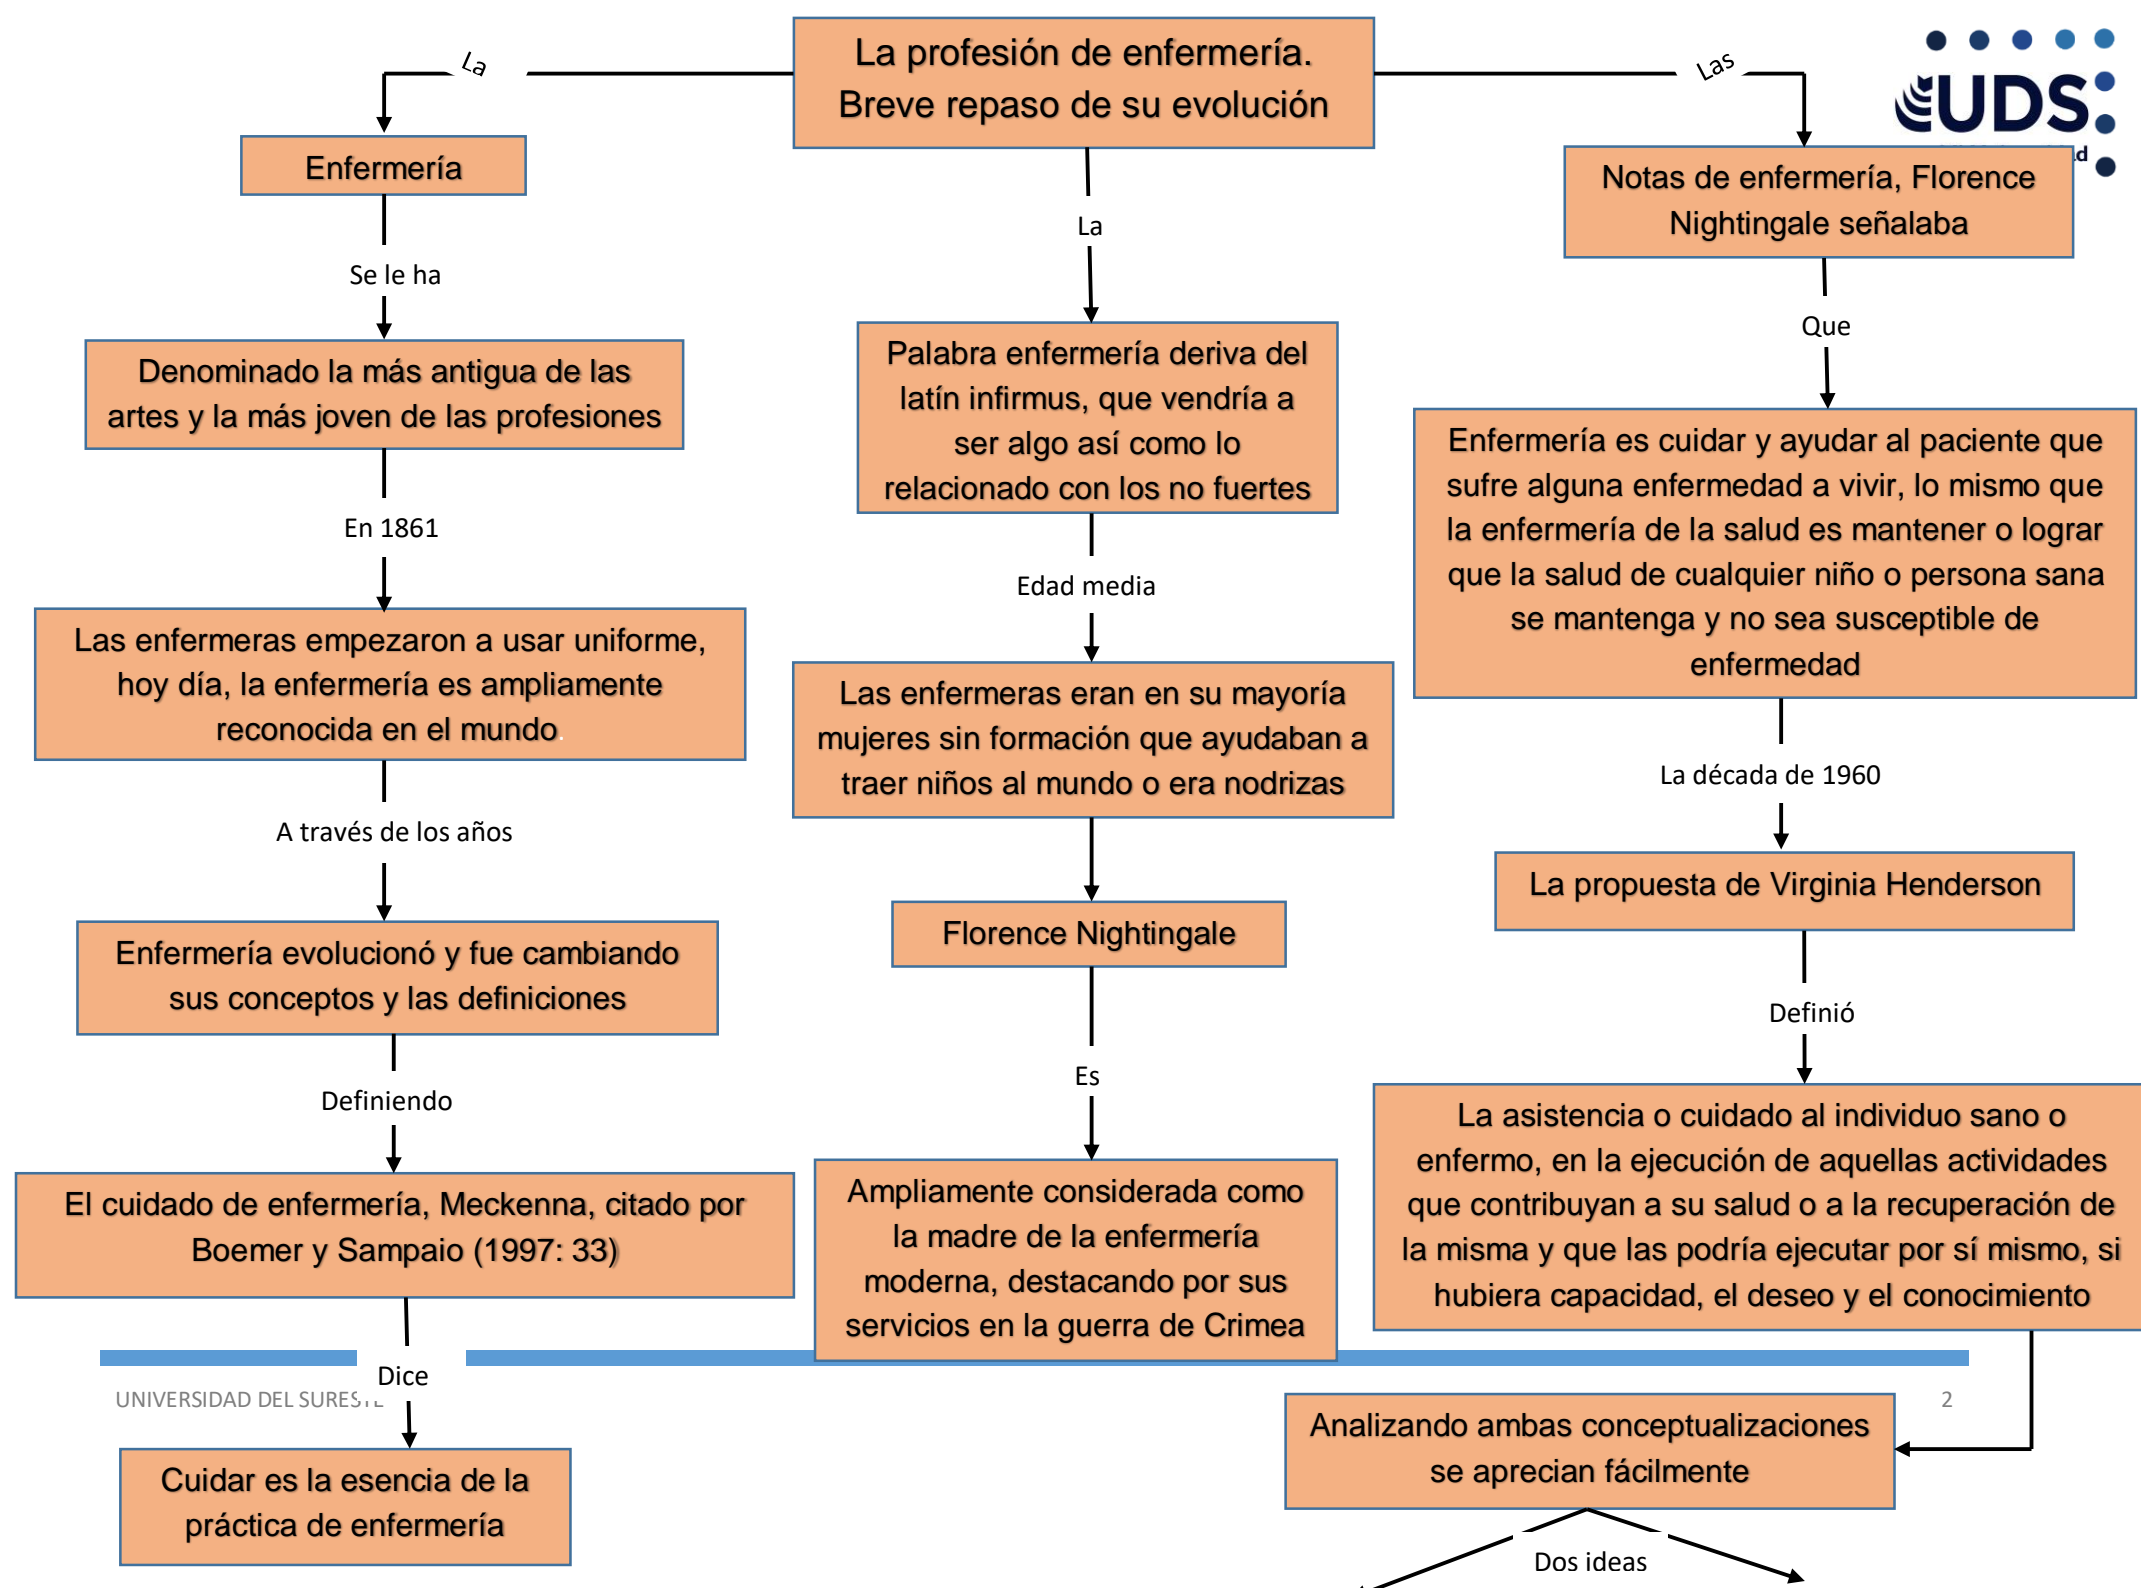 La profesión de enfermería.
Breve repaso de su evolución
La
Enfermería
Se le ha
Denominado la más antigua de las
artes y la más joven de las profesiones
En 1861
Las enfermeras empezaron a usar uniforme,
hoy día, la enfermería es ampliamente
reconocida en el mundo.
A través de los años
Enfermería evolucionó y fue cambiando
sus conceptos y las definiciones
Definiendo
El cuidado de enfermería, Meckenna, citado por
Boemer y Sampaio (1997: 33)
Dice
Cuidar es la esencia de la
práctica de enfermería
La
Palabra enfermería deriva del
latín infirmus, que vendría a
ser algo así como lo
relacionado con los no fuertes
Edad media
Las enfermeras eran en su mayoría
mujeres sin formación que ayudaban a
traer niños al mundo o era nodrizas
Florence Nightingale
Es
Ampliamente considerada como
la madre de la enfermería
moderna, destacando por sus
servicios en la guerra de Crimea
Las
UDS
Notas de enfermería, Florence
Nightingale señalaba
Que
Enfermería es cuidar y ayudar al paciente que
sufre alguna enfermedad a vivir, lo mismo que
la enfermería de la salud es mantener o lograr
que la salud de cualquier niño o persona sana
se mantenga y no sea susceptible de
enfermedad
La década de 1960
La propuesta de Virginia Henderson
Definió
La asistencia o cuidado al individuo sano o
enfermo, en la ejecución de aquellas actividades
que contribuyan a su salud o a la recuperación de
la misma y que las podría ejecutar por sí mismo, si
hubiera capacidad, el deseo y el conocimiento
Analizando ambas conceptualizaciones
se aprecian fácilmente
Dos ideas
UNIVERSIDAD DEL SURESTE
2